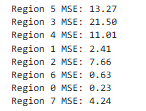 Region 5 MSE: 13.27
Region 3 MSE: 21.50
Region 4 MSE: 11.01
Region 1 MSE: 2.41
Region 2 MSE: 7.66
Region 6 MSE: 0.63
Region 0 MSE: 0.23
Region 7 MSE: 4.24